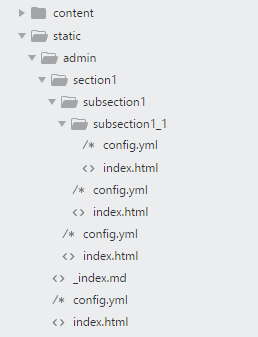 content
static
admin
section1
subsection1
subsection1_1
/* config.yml
<> index.html
/* config.yml
<> index.html
/* config.yml
<> index.html
<> _index.md
/* config.yml
<> index.html